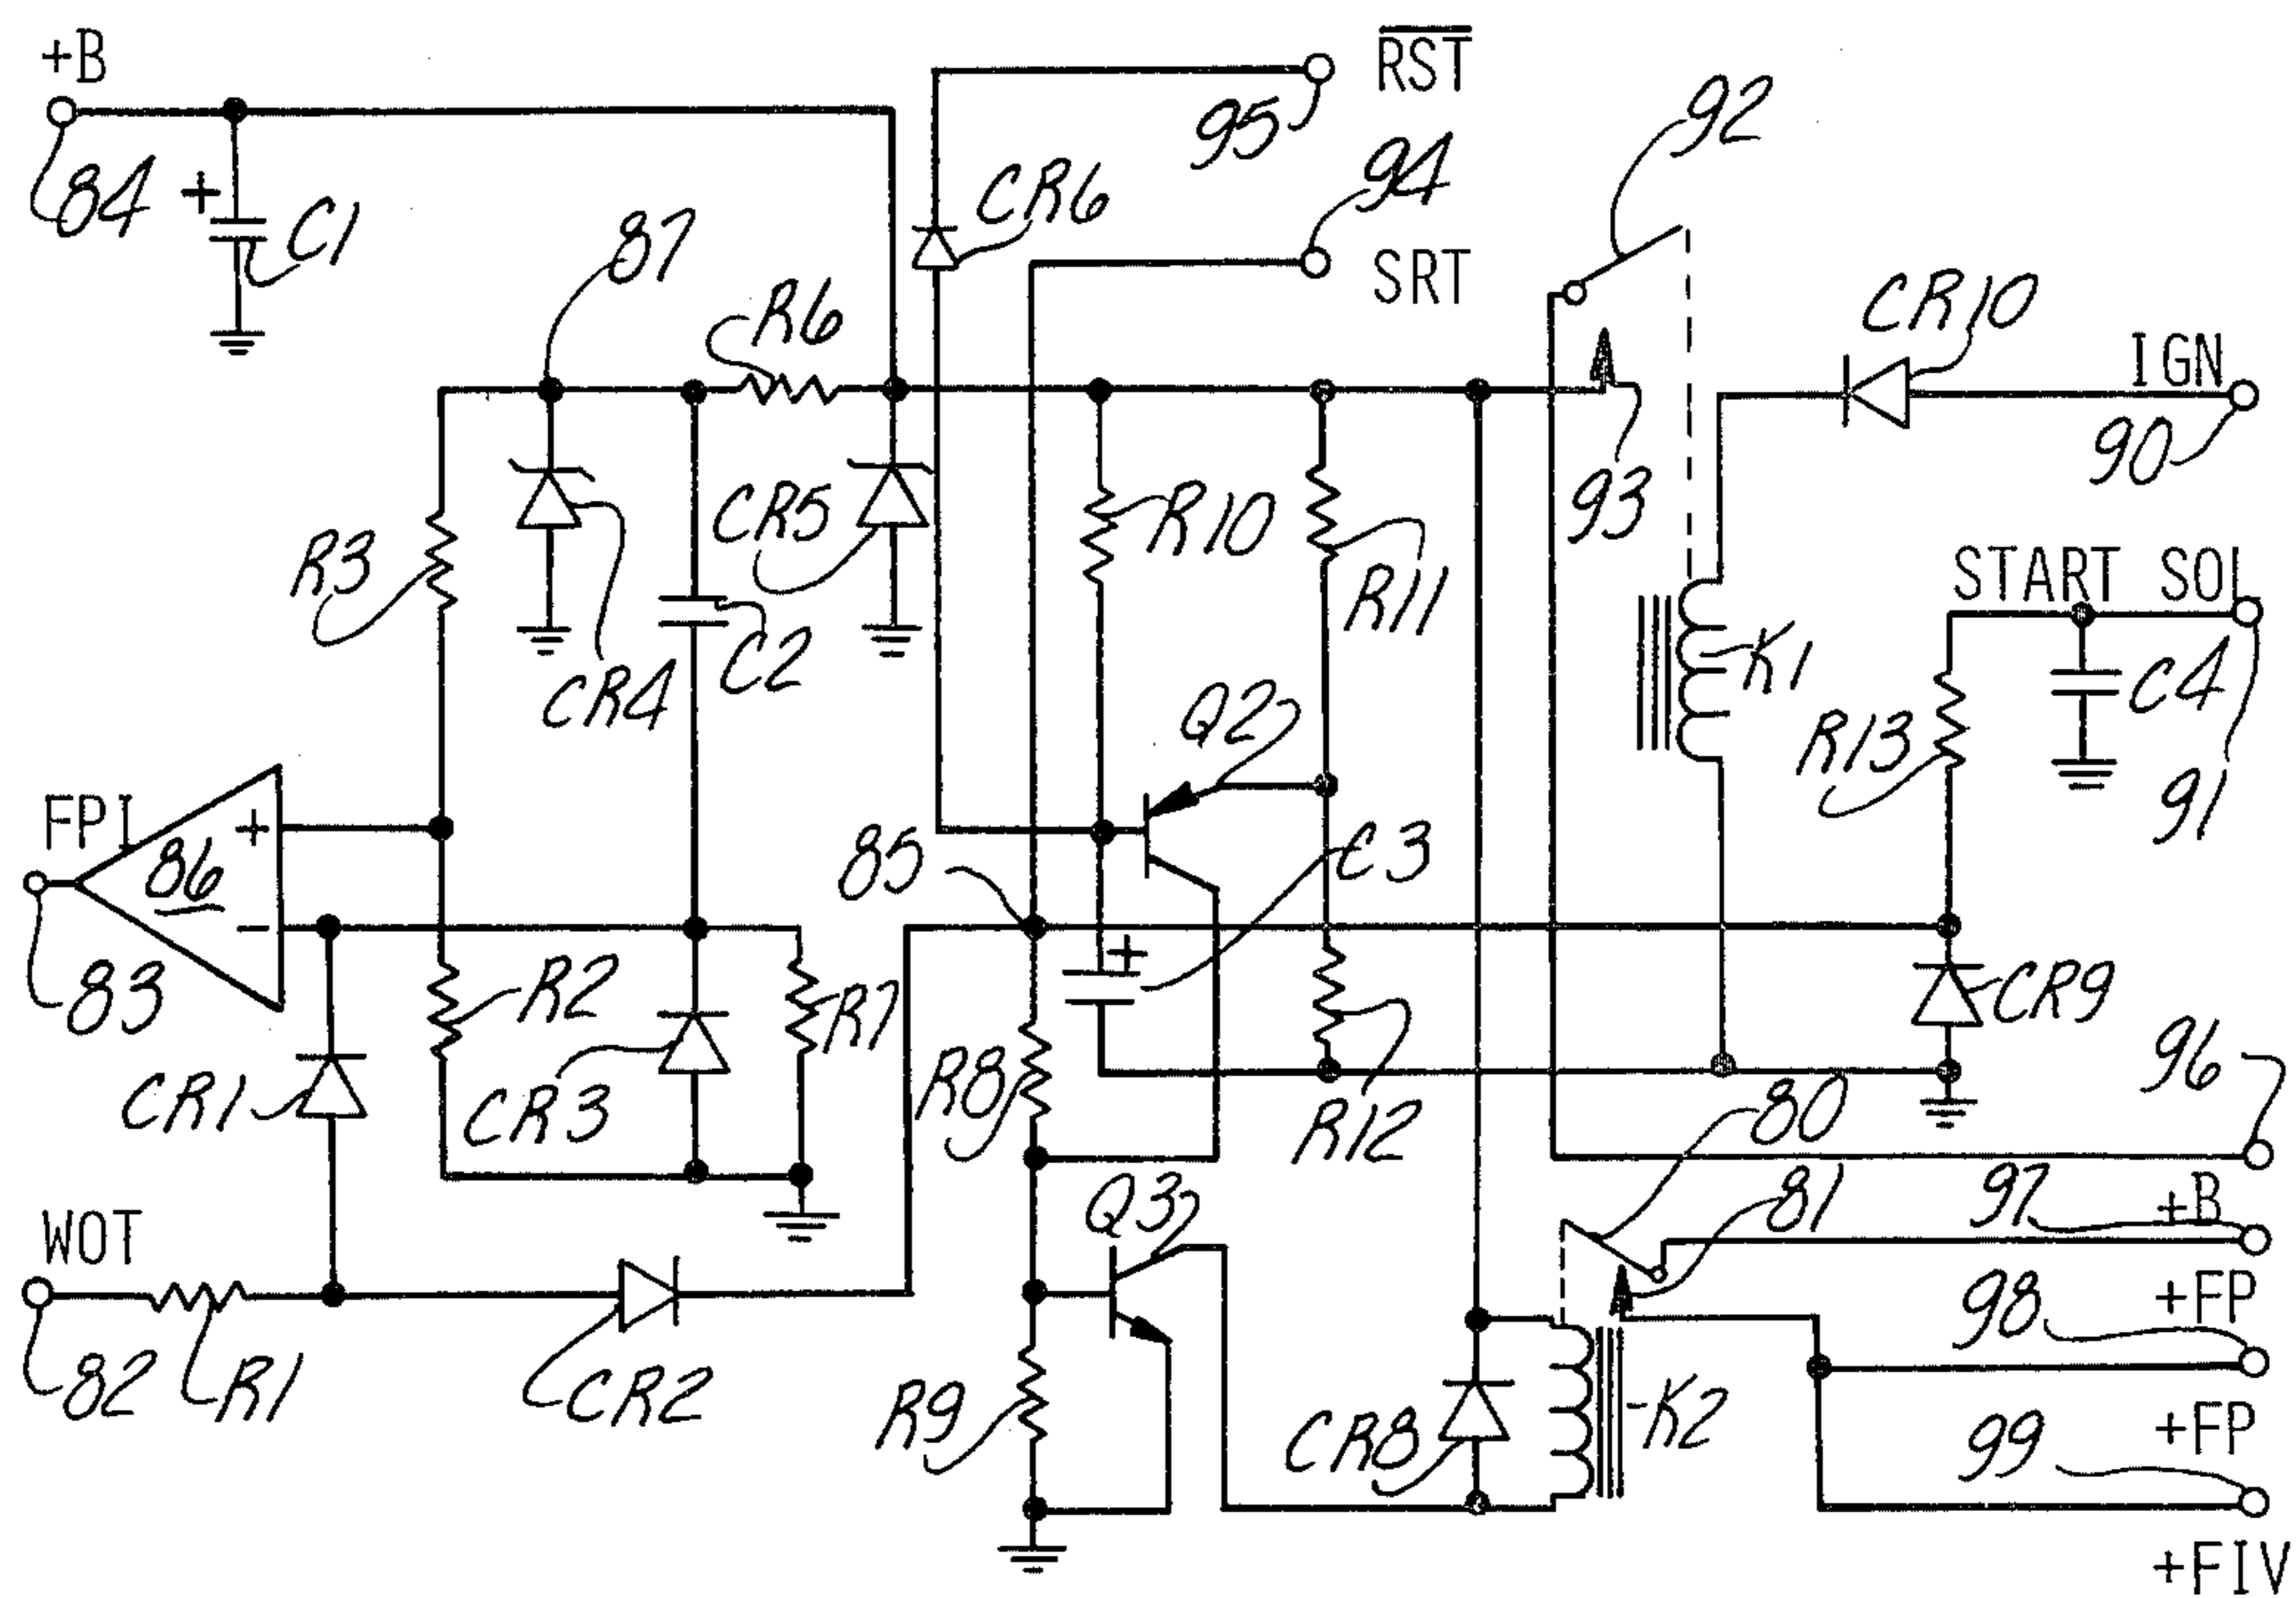 +B
RST
95
92
84
+
C1
87
CR6
94
SRT
R6
CR10
IGN
90
93
R3
CR5
R10
R11
START SOL
CR4
C2
K1
C4
Q2
R13
91
FPI
86
+
-
83
85
C3
+
R2
R7
CR9
CR1
CR3
R8
R12
80
96
WOT
Q3
81
97
+B
82
R1
CR2
R9
CR8
K2
98
+FP
99
+FP
+FIV